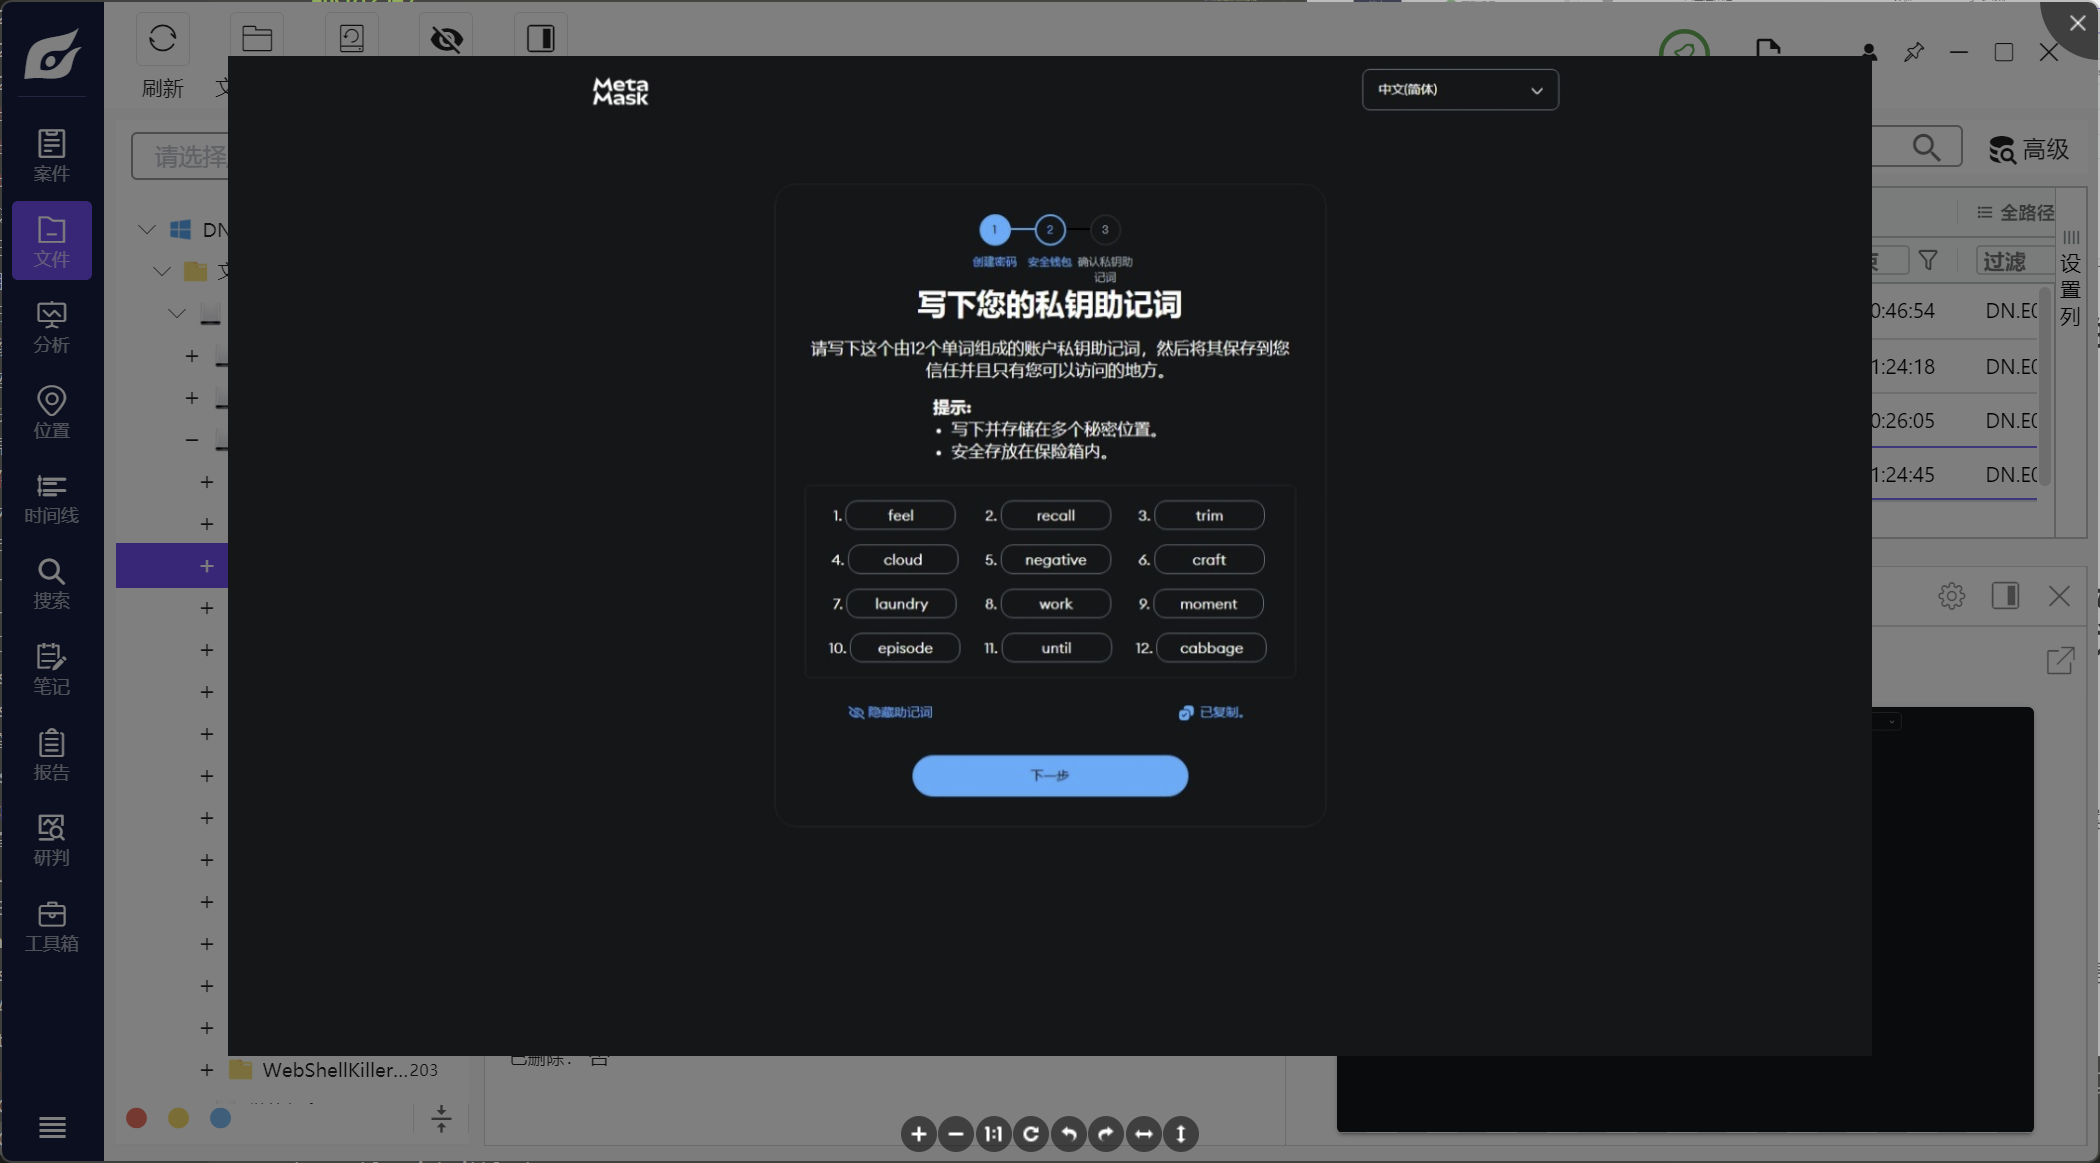 刷新
请选择
高级
案件
文件
分析
位置
时间线
搜索
笔记
报告
研判
工具箱
DN
Meta
Mask
中文(简体)
1
2
3
创建密码
安全钱包
确认私钥助
记词
写下您的私钥助记词
请写下这个由12个单词组成的账户私钥助记词，然后将其保存到您
信任并且只有您可以访问的地方。
提示:
• 写下并存储在多个秘密位置。
• 安全存放在保险箱内。
1. feel 2. recall 3. trim
4. cloud 5. negative 6. craft
7. laundry 8. work 9. moment
10. episode 11. until 12. cabbage
隐藏助记词 已复制。
下一步
全路径
过滤
设置列
0:46:54 DN.E0
1:24:18 DN.E0
0:26:05 DN.E0
1:24:45 DN.E0
WebShellKiller...203
已删除： 否
1:1